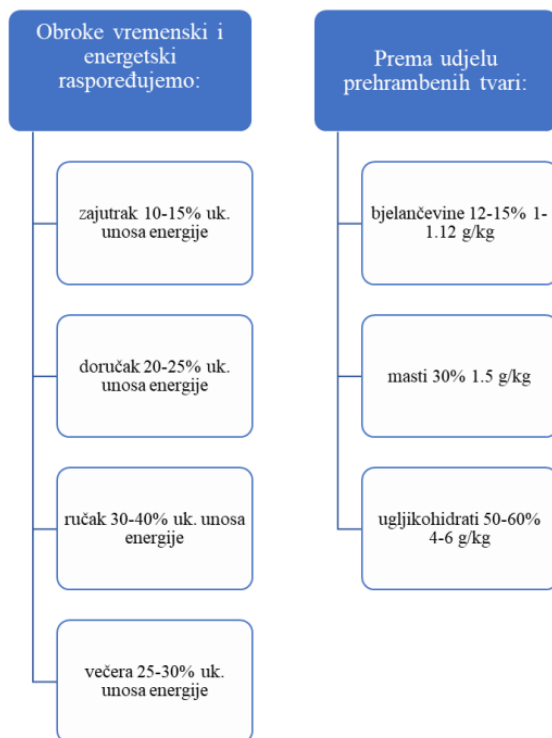 Obroke vremenski i
energetski
raspoređujemo:
zajutrak 10-15% uk.
unosa energije
doručak 20-25% uk.
unosa energije
ručak 30-40% uk. unosa
energije
večera 25-30% uk.
unosa energije
Prema udjelu
prehrambenih tvari:
bjelančevine 12-15% 1-
1.12 g/kg
masti 30% 1.5 g/kg
ugljikohidrati 50-60%
4-6 g/kg